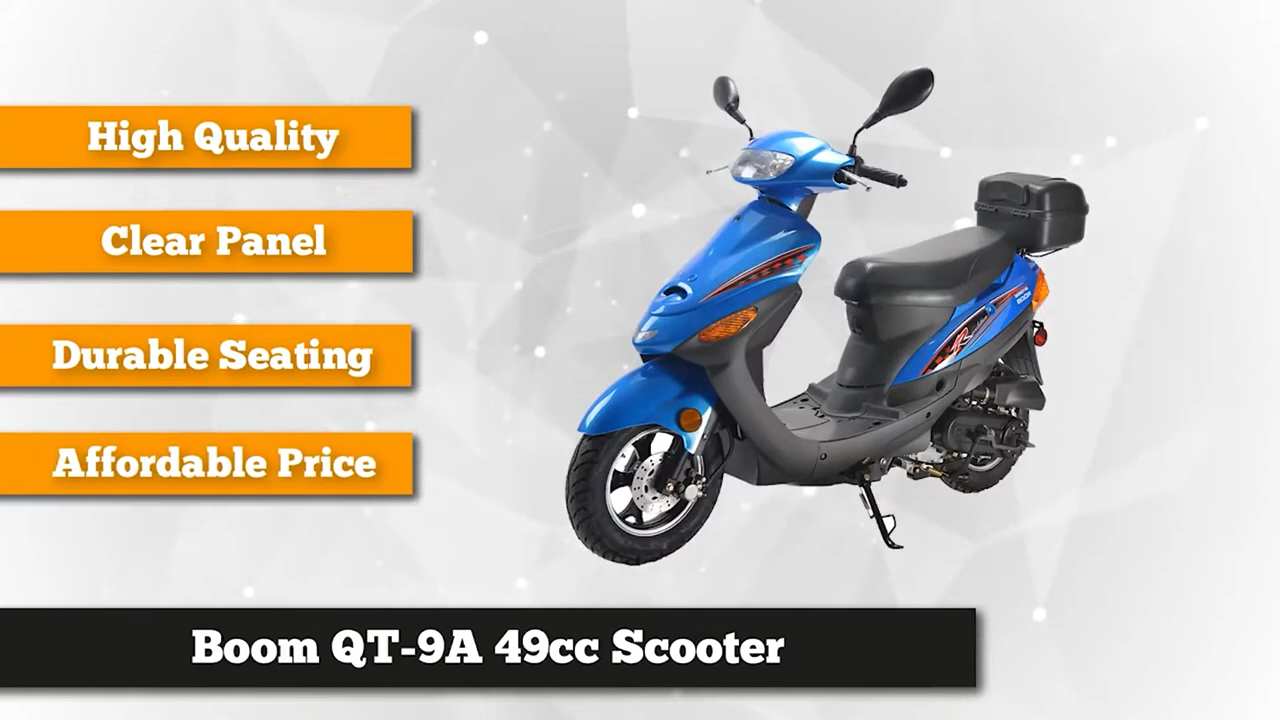 High Quality
Clear Panel
Durable Seating
Affordable Price
Boom QT-9A 49cc Scooter